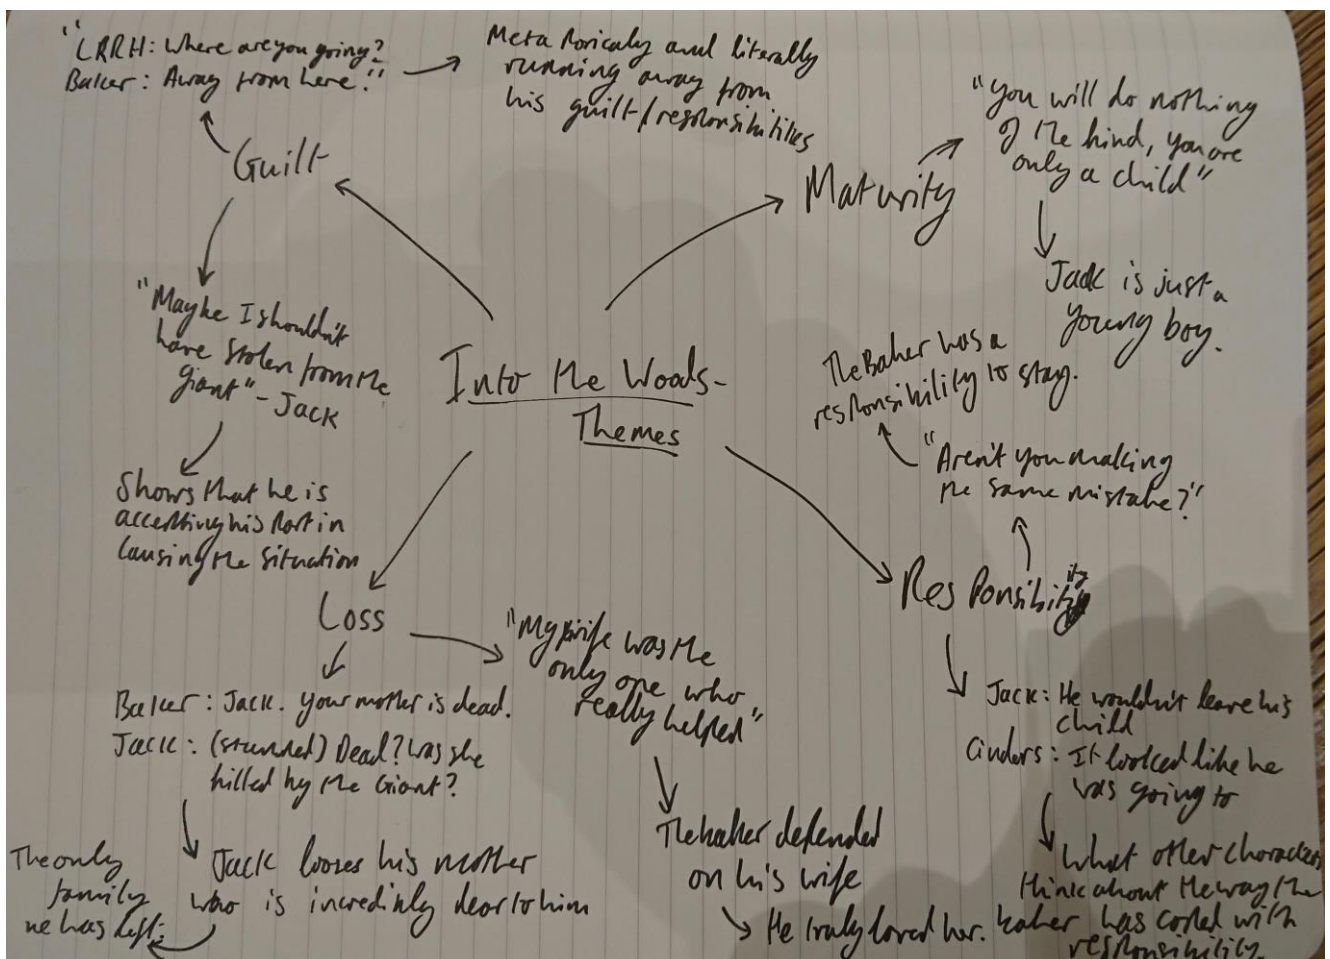 Into the Woods-
Themes
Guilt
"LRRH: Where are you going?
Baker: Away from here!"
Metaforicaly and literally
running away from
his guilt/responsibilities
"Maybe I shouldn't
have stolen from the
giant" - Jack
Shows that he is
accepting his part in
causing the situation
Maturity
"You will do nothing
of the kind, you are
only a child"
Jack is just a
young boy.
Responsibility
"Aren't you making
the same mistake?"
The Baker has a
responsibility to stay.
Jack: He wouldn't leave his
child
Cinders: It looked like he
was going to
What other characters
think about the way the
baker has coped with
responsibility.
Loss
Baker: Jack. your mother is dead.
Jack: (stunned) Dead? Was she
killed by the Giant?
Jack looses his mother
who is incredibly dear to him
The only
family
he has left.
"My wife was the
only one who
really helped"
The baker depended
on his wife
He truly loved her.